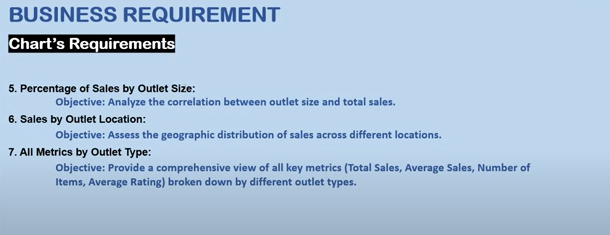 BUSINESS REQUIREMENT
Chart's Requirements
5. Percentage of Sales by Outlet Size:
Objective: Analyze the correlation between outlet size and total sales.
6. Sales by Outlet Location:
Objective: Assess the geographic distribution of sales across different locations.
7. All Metrics by Outlet Type:
Objective: Provide a comprehensive view of all key metrics (Total Sales, Average Sales, Number of
Items, Average Rating) broken down by different outlet types.